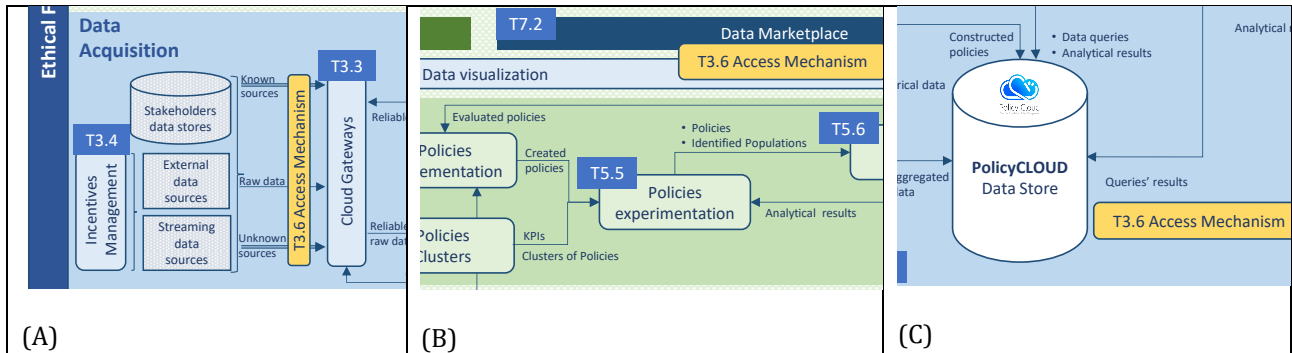 Ethical F
Data
Acquisition
T3.3
Known
sources
Stakeholders
data stores
Reliable
T3.4
External
data
sources
Raw data
Incentives
Management
T3.6 Access Mechanism
Cloud Gateways
Streaming
data
sources
Unknown
sources
Reliable
raw dat
(A)
T7.2
Data Marketplace
T3.6 Access Mechanism
Data visualization
Evaluated policies
• Policies
• Identified Populations
T5.6
Policies
ementation
Created
policies
T5.5
Policies
experimentation
Analytical results
Policies
Clusters
KPIs
Clusters of Policies
(B)
Constructed
policies
• Data queries
• Analytical results
Analytical r
rical data
Policy Cloud
PolicyCLOUD
Data Store
ggregated
data
Queries' results
T3.6 Access Mechanism
(C)